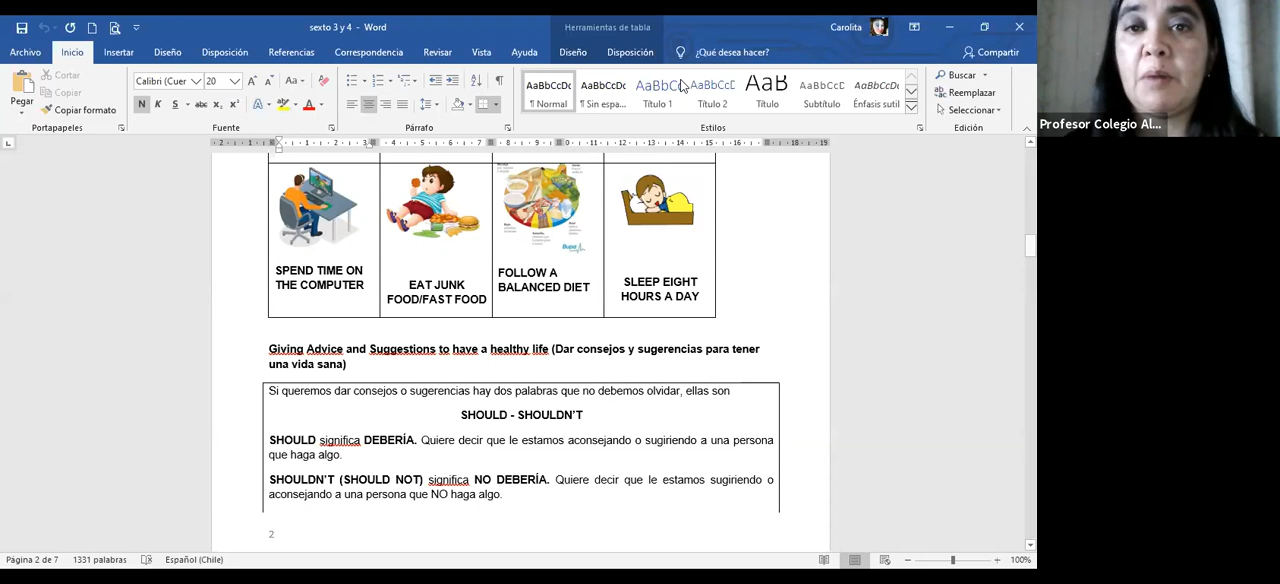 sexto 3 y 4 - Word
Herramientas de tabla
Carolita
Archivo Inicio Insertar Diseño Disposición Referencias Correspondencia Revisar Vista Ayuda Diseño Disposición ¿Qué desea hacer? Compartir
Pegar
Cortar
Copiar
Copiar formato
Portapapeles
Calibri (Cuer 20
Fuente
Párrafo
AaBbCcDc AaBbCcDc AaBbCc AaBbCcD AaB AaBbCcD AaBbCcDt
¶ Normal ¶ Sin espa... Título 1 Título 2 Título Subtítulo Énfasis sutil
Estilos
Buscar
Reemplazar
Seleccionar
Edición
Profesor Colegio Al...
Bupa
SPEND TIME ON
THE COMPUTER
EAT JUNK
FOOD/FAST FOOD
FOLLOW A
BALANCED DIET
SLEEP EIGHT
HOURS A DAY
Giving Advice and Suggestions to have a healthy life (Dar consejos y sugerencias para tener
una vida sana)
Si queremos dar consejos o sugerencias hay dos palabras que no debemos olvidar, ellas son
SHOULD - SHOULDN'T
SHOULD significa DEBERÍA. Quiere decir que le estamos aconsejando o sugiriendo a una persona
que haga algo.
SHOULDN'T (SHOULD NOT) significa NO DEBERÍA. Quiere decir que le estamos sugiriendo o
aconsejando a una persona que NO haga algo.
2
Página 2 de 7 1331 palabras Español (Chile) 100%